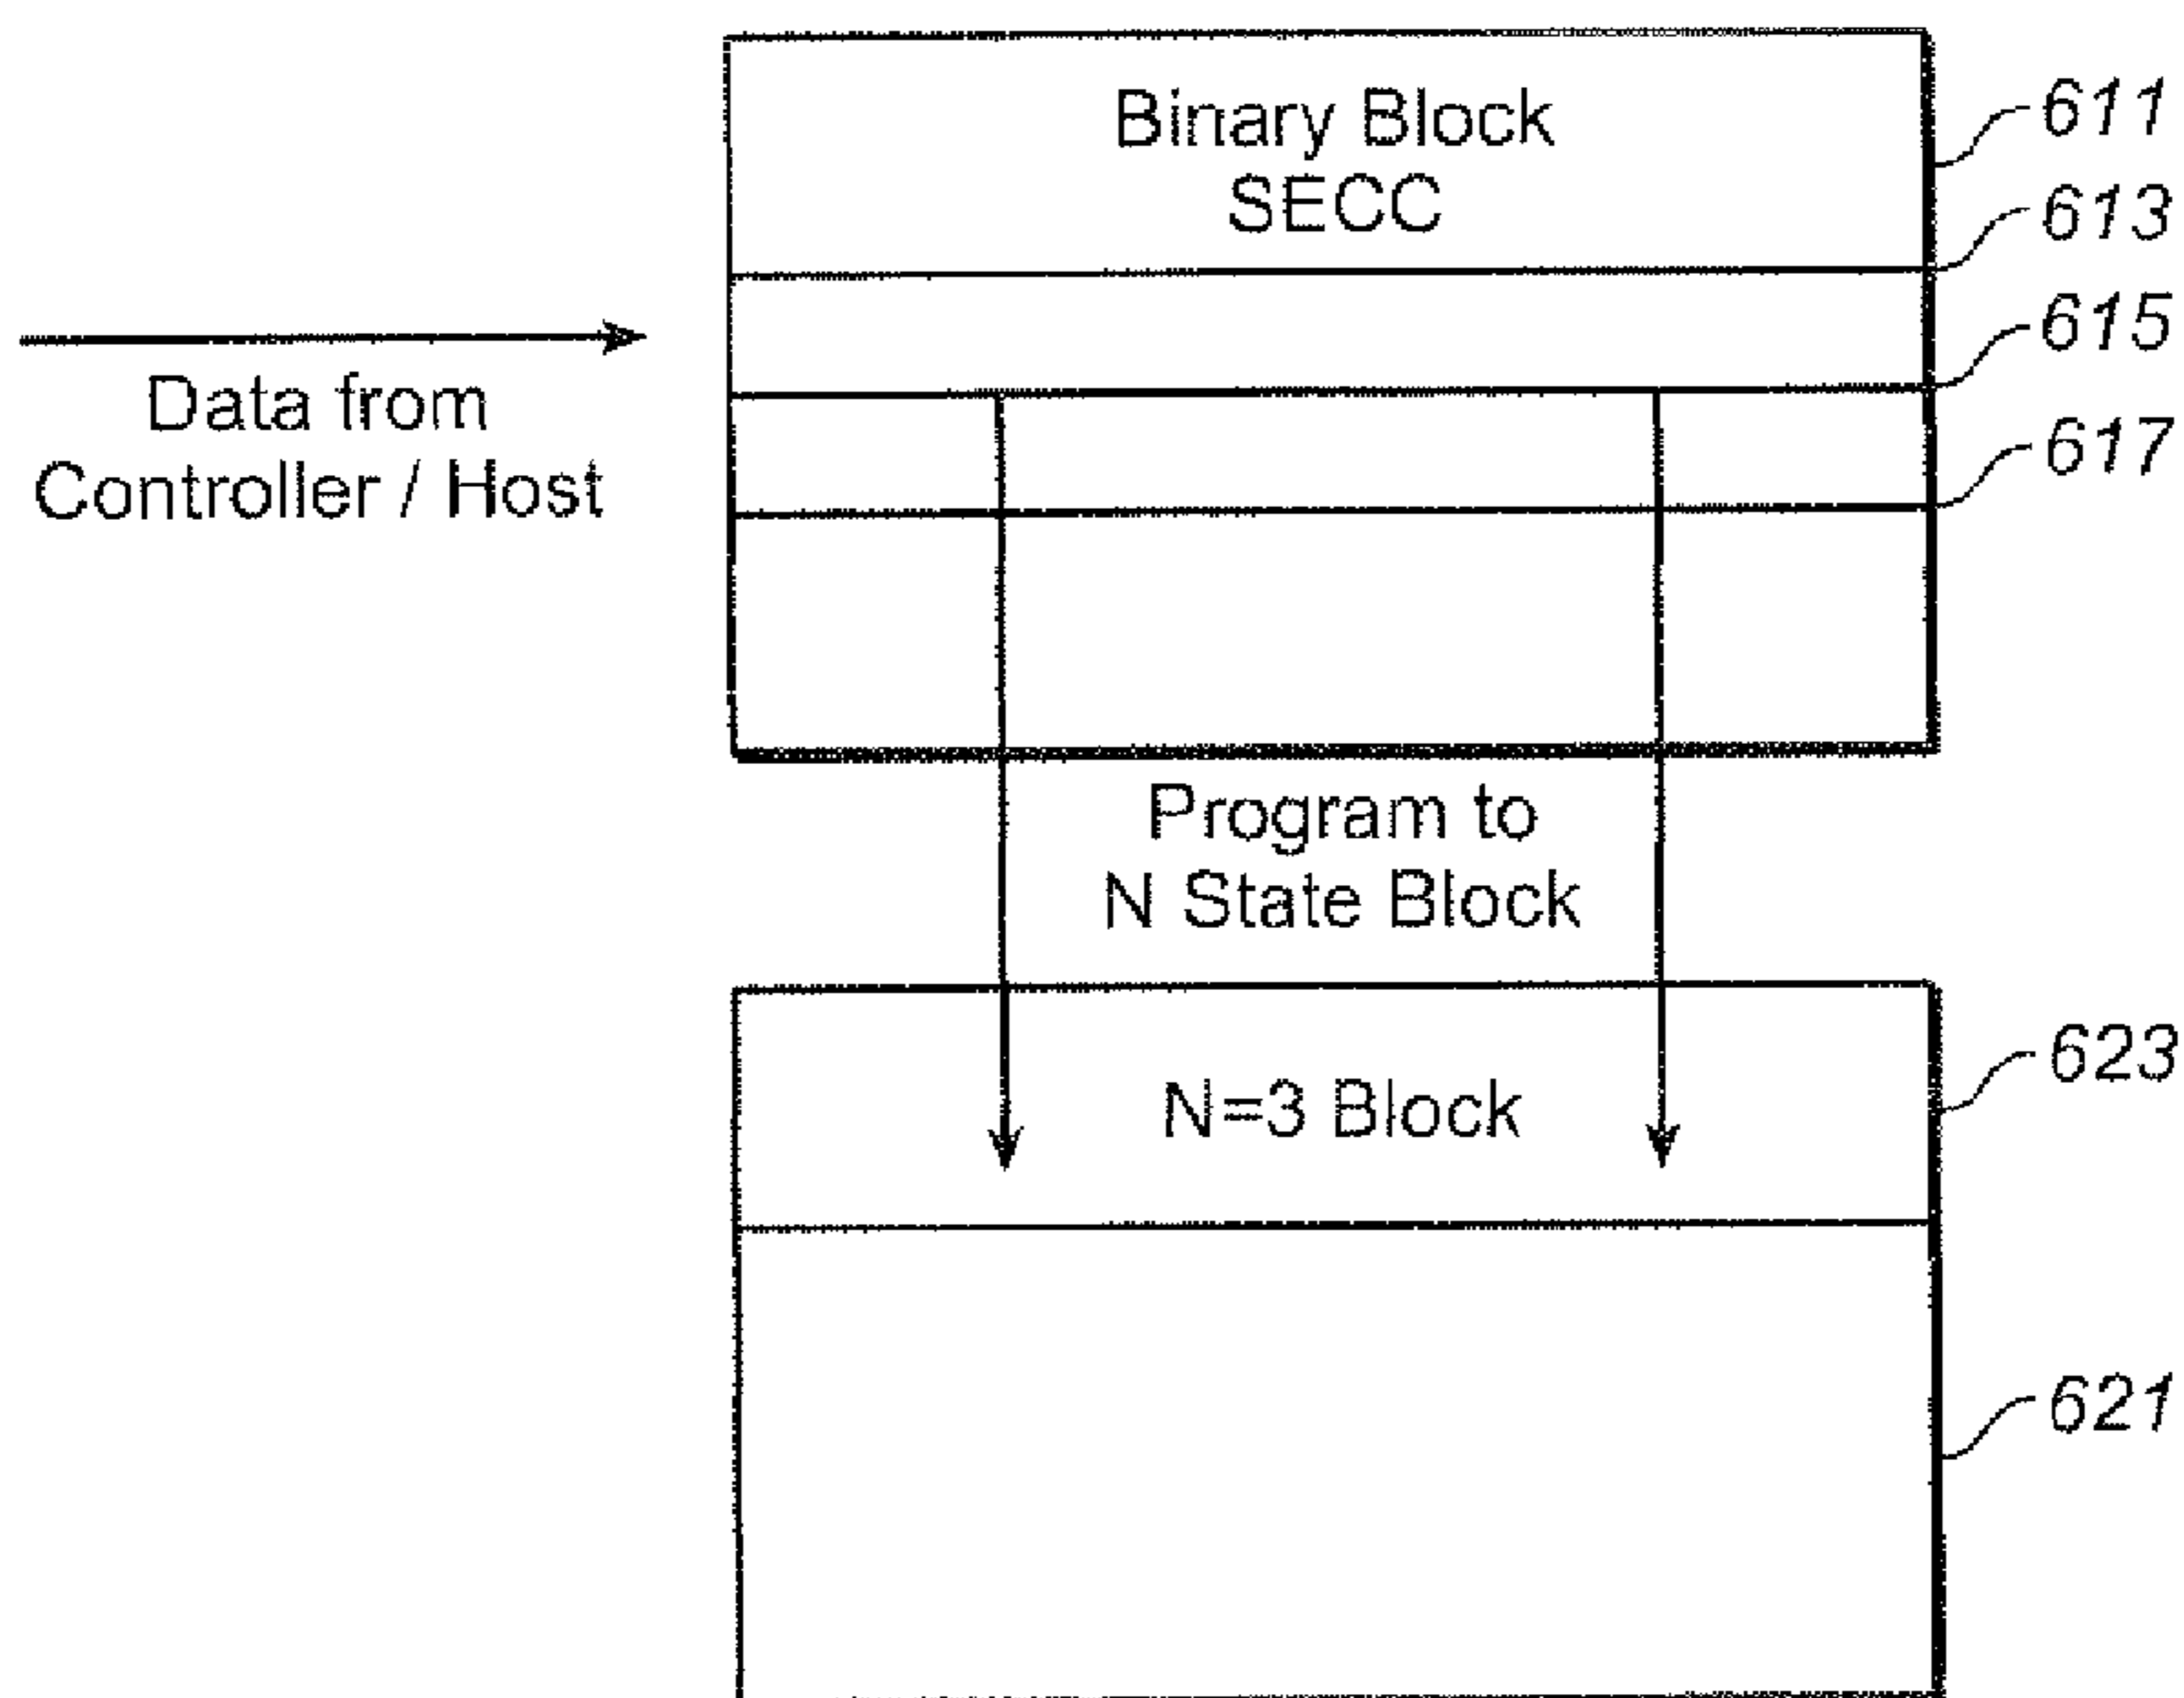 Binary Block
SECC
611
613
615
617
Data from
Controller / Host
Program to
N State Block
N=3 Block
623
621